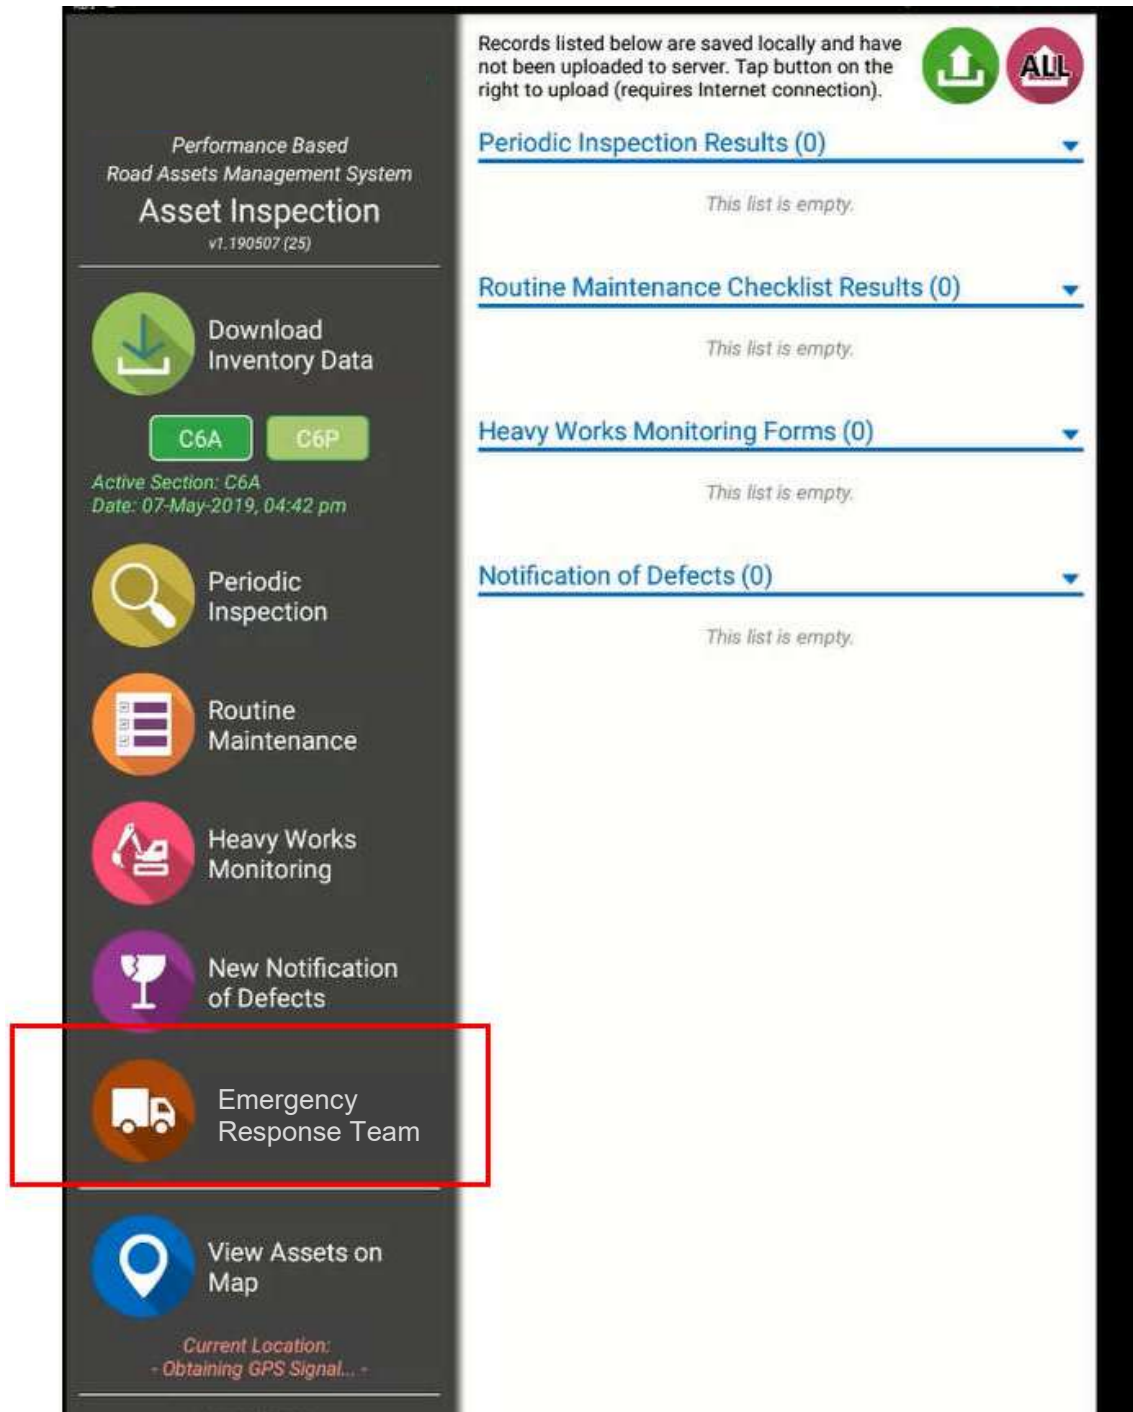 Performance Based
Road Assets Management System
Asset Inspection
v1.190507 (25)
Download
Inventory Data
C6A
C6P
Active Section: C6A
Date: 07-May-2019, 04:42 pm
Periodic
Inspection
Routine
Maintenance
Heavy Works
Monitoring
New Notification
of Defects
Emergency
Response Team
View Assets on
Map
Current Location:
- Obtaining GPS Signal... -
Records listed below are saved locally and have
not been uploaded to server. Tap button on the
right to upload (requires Internet connection).
ALL
Periodic Inspection Results (0)
This list is empty.
Routine Maintenance Checklist Results (0)
This list is empty.
Heavy Works Monitoring Forms (0)
This list is empty.
Notification of Defects (0)
This list is empty.